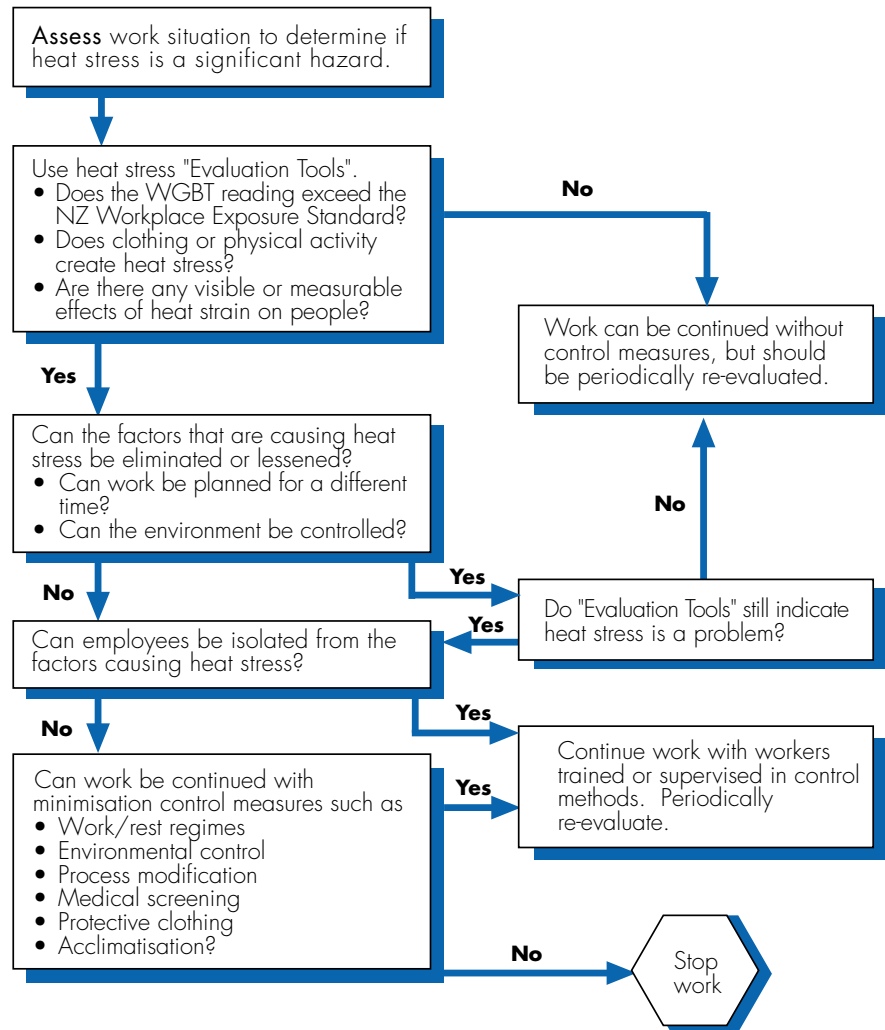 Assess work situation to determine if
heat stress is a significant hazard.
Use heat stress "Evaluation Tools".
• Does the WGBT reading exceed the
NZ Workplace Exposure Standard?
• Does clothing or physical activity
create heat stress?
• Are there any visible or measurable
effects of heat strain on people?
No
Work can be continued without
control measures, but should
be periodically re-evaluated.
Yes
Can the factors that are causing heat
stress be eliminated or lessened?
• Can work be planned for a different
time?
• Can the environment be controlled?
No
Yes
Do "Evaluation Tools" still indicate
heat stress is a problem?
No
Yes
Can employees be isolated from the
factors causing heat stress?
Yes
Continue work with workers
trained or supervised in control
methods. Periodically
re-evaluate.
No
Can work be continued with
minimisation control measures such as
• Work/rest regimes
• Environmental control
• Process modification
• Medical screening
• Protective clothing
• Acclimatisation?
Yes
No
Stop
work